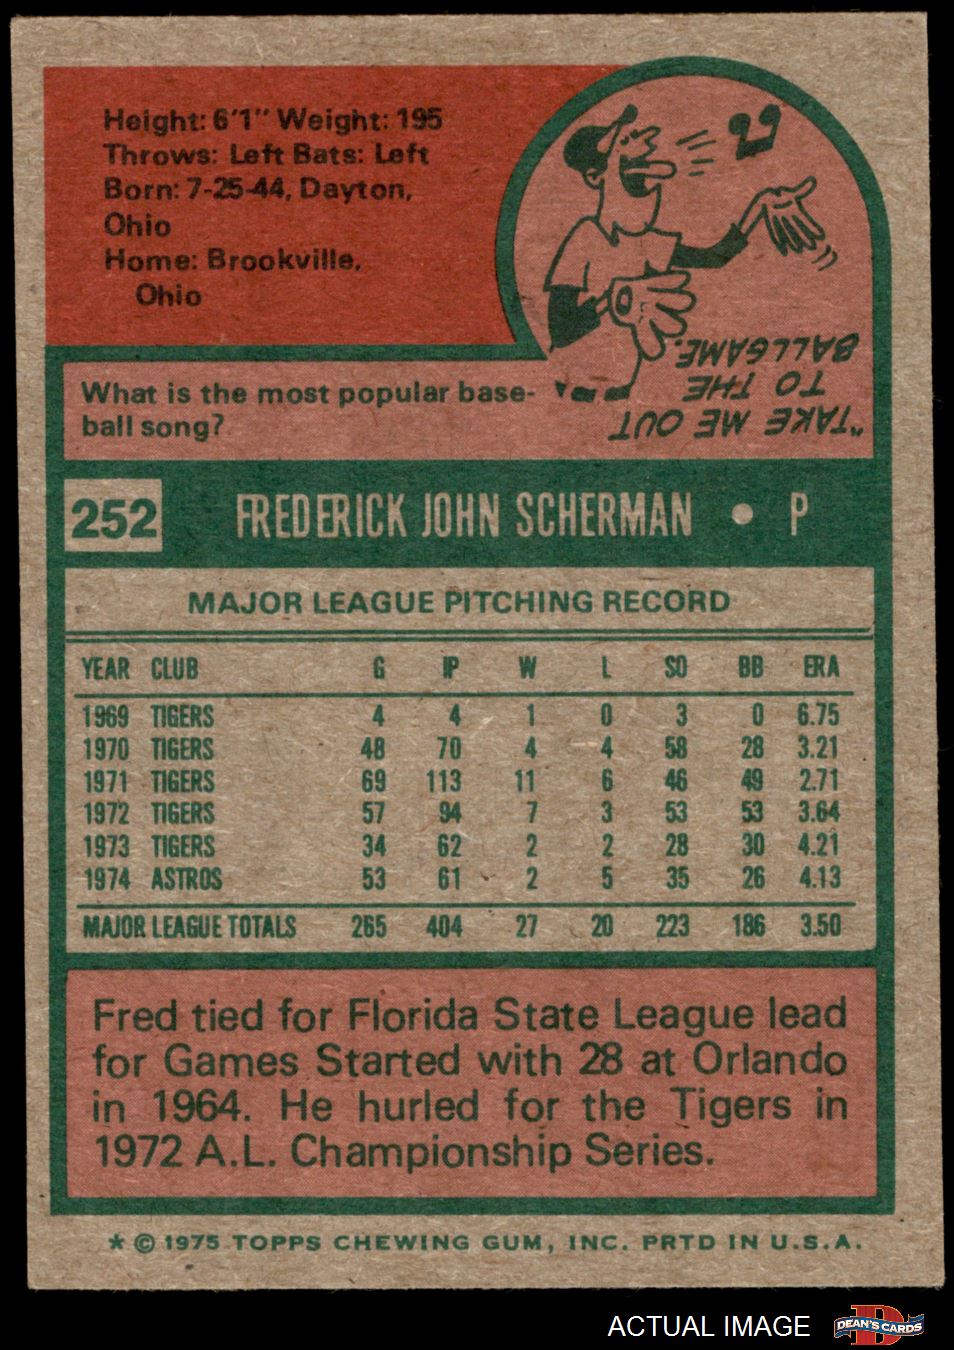 Height: 6'1" Weight: 195
Throws: Left Bats: Left
Born: 7-25-44, Dayton,
Ohio
Home: Brookville,
Ohio
What is the most popular base-
ball song?
"TAKE ME OUT
TO THE
BALLGAME.
252 FREDERICK JOHN SCHERMAN • P
MAJOR LEAGUE PITCHING RECORD
YEAR CLUB G IP W L SO BB ERA
1969 TIGERS 4 4 1 0 3 0 6.75
1970 TIGERS 48 70 4 4 58 28 3.21
1971 TIGERS 69 113 11 6 46 49 2.71
1972 TIGERS 57 94 7 3 53 53 3.64
1973 TIGERS 34 62 2 2 28 30 4.21
1974 ASTROS 53 61 2 5 35 26 4.13
MAJOR LEAGUE TOTALS 265 404 27 20 223 186 3.50
Fred tied for Florida State League lead
for Games Started with 28 at Orlando
in 1964. He hurled for the Tigers in
1972 A.L. Championship Series.
* © 1975 TOPPS CHEWING GUM, INC. PRTD IN U.S.A.
ACTUAL IMAGE
D
DEAN'S CARDS